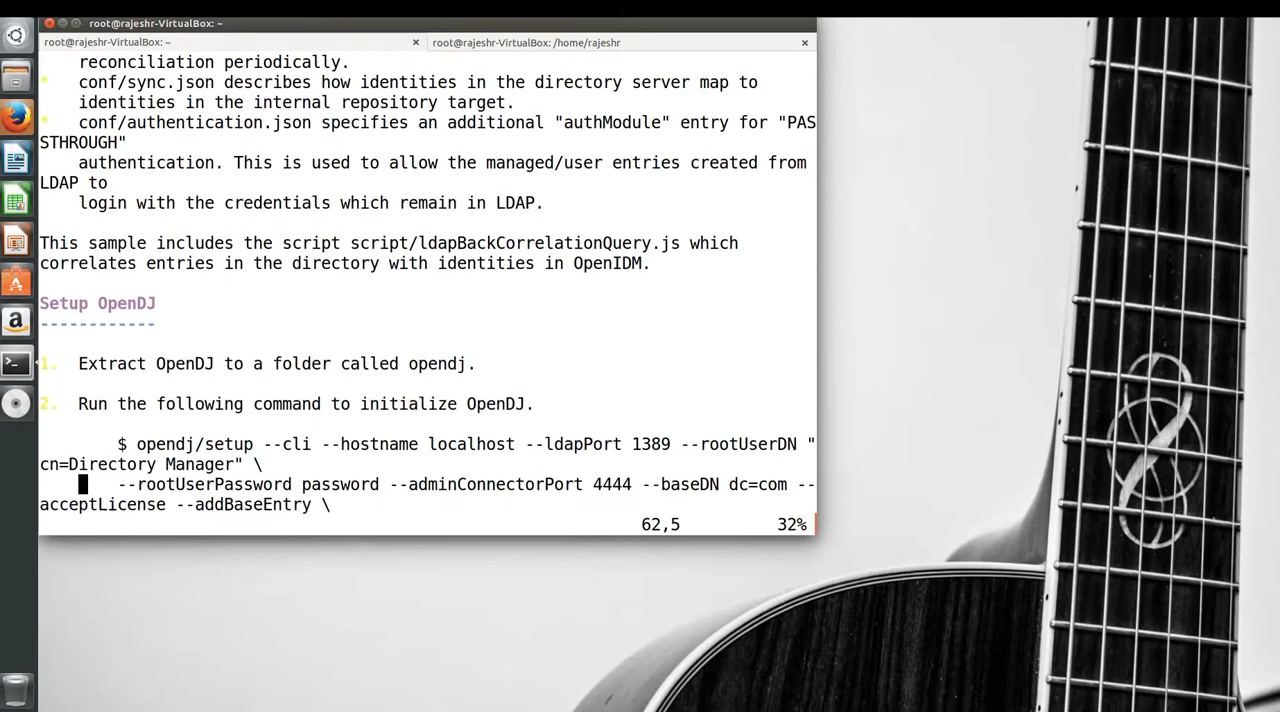 root@rajeshr-VirtualBox: ~
root@rajeshr-VirtualBox: ~ × root@rajeshr-VirtualBox: /home/rajeshr ×
reconciliation periodically.
* conf/sync.json describes how identities in the directory server map to
identities in the internal repository target.
* conf/authentication.json specifies an additional "authModule" entry for "PAS
STHROUGH"
authentication. This is used to allow the managed/user entries created from
LDAP to
login with the credentials which remain in LDAP.
This sample includes the script script/ldapBackCorrelationQuery.js which
correlates entries in the directory with identities in OpenIDM.
Setup OpenDJ
------------
1. Extract OpenDJ to a folder called opendj.
2. Run the following command to initialize OpenDJ.
$ opendj/setup --cli --hostname localhost --ldapPort 1389 --rootUserDN "
cn=Directory Manager" \
--rootUserPassword password --adminConnectorPort 4444 --baseDN dc=com --
acceptLicense --addBaseEntry \
62,5 32%